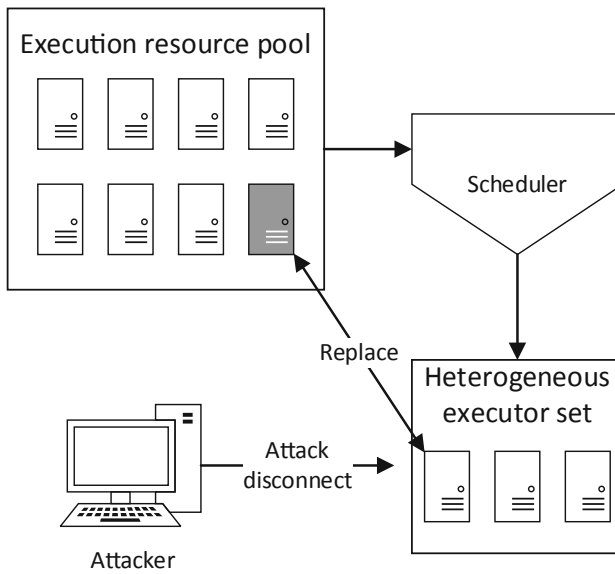 Execution resource pool
Scheduler
Replace
Heterogeneous
executor set
Attack
disconnect
Attacker